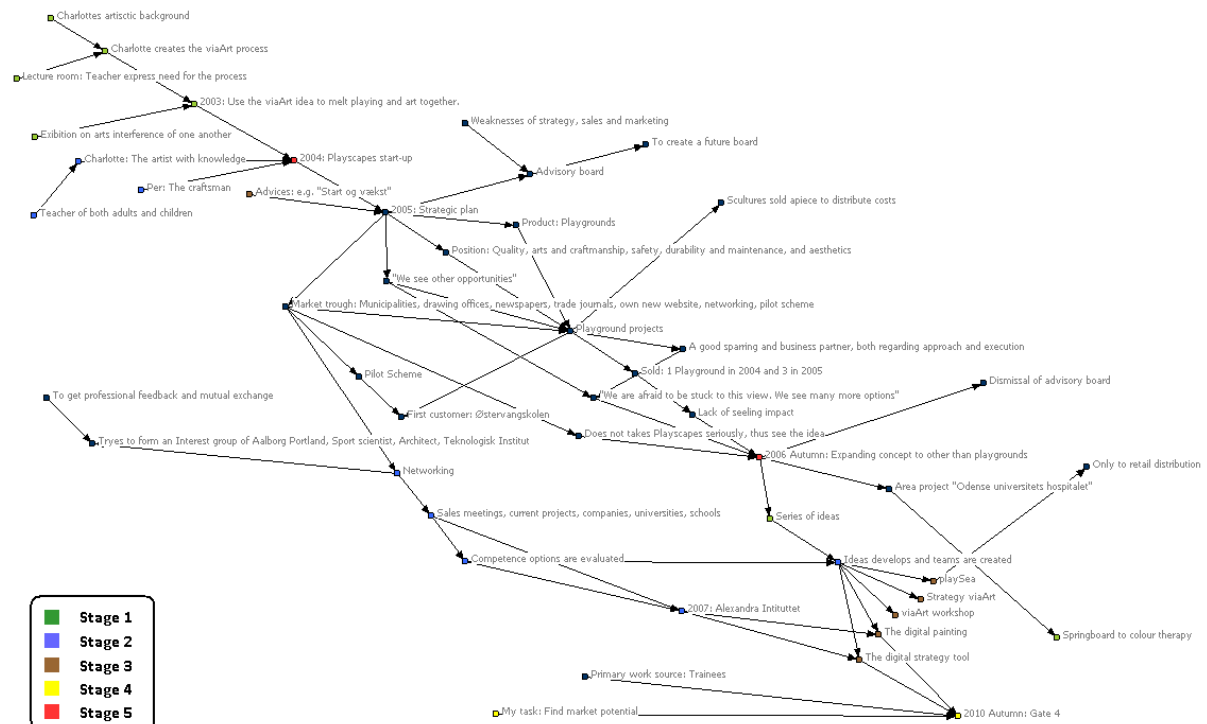 Charlottes artisctic background
Charlotte creates the viaArt process
Lecture room: Teacher express need for the process
2003: Use the viaArt idea to melt playing and art together.
Exibition on arts interference of one another
Weaknesses of strategy, sales and marketing
To create a future board
Charlotte: The artist with knowledge
2004: Playscapes start-up
Advisory board
Per: The craftsman
Advices: e.g. "Start og vækst"
Scultures sold apiece to distribute costs
Teacher of both adults and children
2005: Strategic plan
Product: Playgrounds
Position: Quality, arts and craftmanship, safety, durability and maintenance, and aesthetics
"We see other opportunities"
Market trough: Municipalities, drawing offices, newspapers, trade journals, own new website, networking, pilot scheme
Playground projects
A good sparring and business partner, both regarding approach and execution
Pilot Scheme
Sold: 1 Playground in 2004 and 3 in 2005
Dismissal of advisory board
To get professional feedback and mutual exchange
"We are afraid to be stuck to this view. We see many more options"
First customer: Østervangskolen
Lack of seeing impact
Does not takes Playscapes seriously, thus see the idea
Tryes to form an Interest group of Aalborg Portland, Sport scientist, Architect, Teknologisk Institut
2006 Autumn: Expanding concept to other than playgrounds
Only to retail distribution
Networking
Area project "Odense universitets hospitalet"
Sales meetings, current projects, companies, universities, schools
Series of ideas
Competence options are evaluated
Ideas develops and teams are created
playSea
Strategy viaArt
2007: Alexandra Intituttet
viaArt workshop
The digital painting
Springboard to colour therapy
The digital strategy tool
Primary work source: Trainees
My task: Find market potential
2010 Autumn: Gate 4
Stage 1
Stage 2
Stage 3
Stage 4
Stage 5